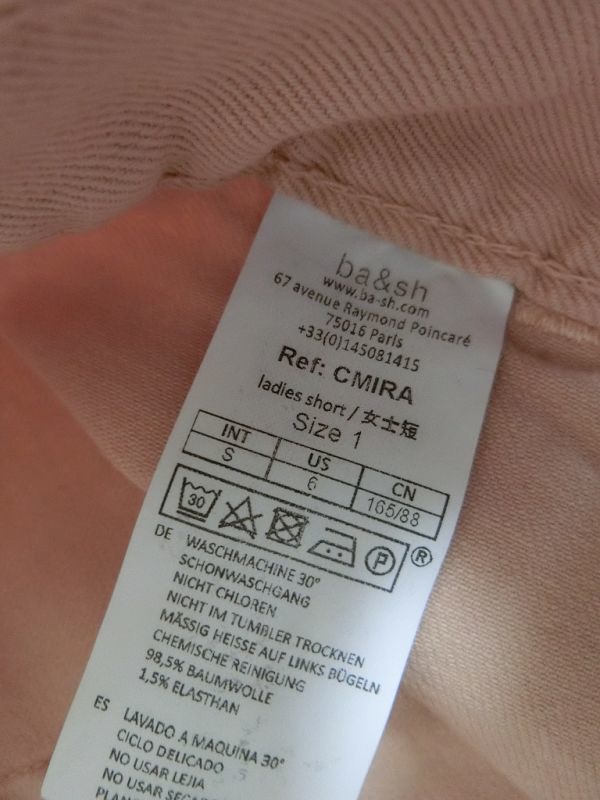 ba&sh
www.ba-sh.com
67 avenue Raymond Poincaré
75016 Paris
+33(0)145081415
Ref: CMIRA
ladies short / 女士短
Size 1
INT US CN
S 6 165/88
30 P ®
DE WASCHMACHINE 30°
SCHONWASCHGANG
NICHT CHLOREN
NICHT IM TUMBLER TROCKNEN
MÄSSIG HEISSE AUF LINKS BÜGELN
CHEMISCHE REINIGUNG
98,5% BAUMWOLLE
1,5% ELASTHAN
ES LAVADO A MAQUINA 30°
CICLO DELICADO
NO USAR LEJIA
NO USAR